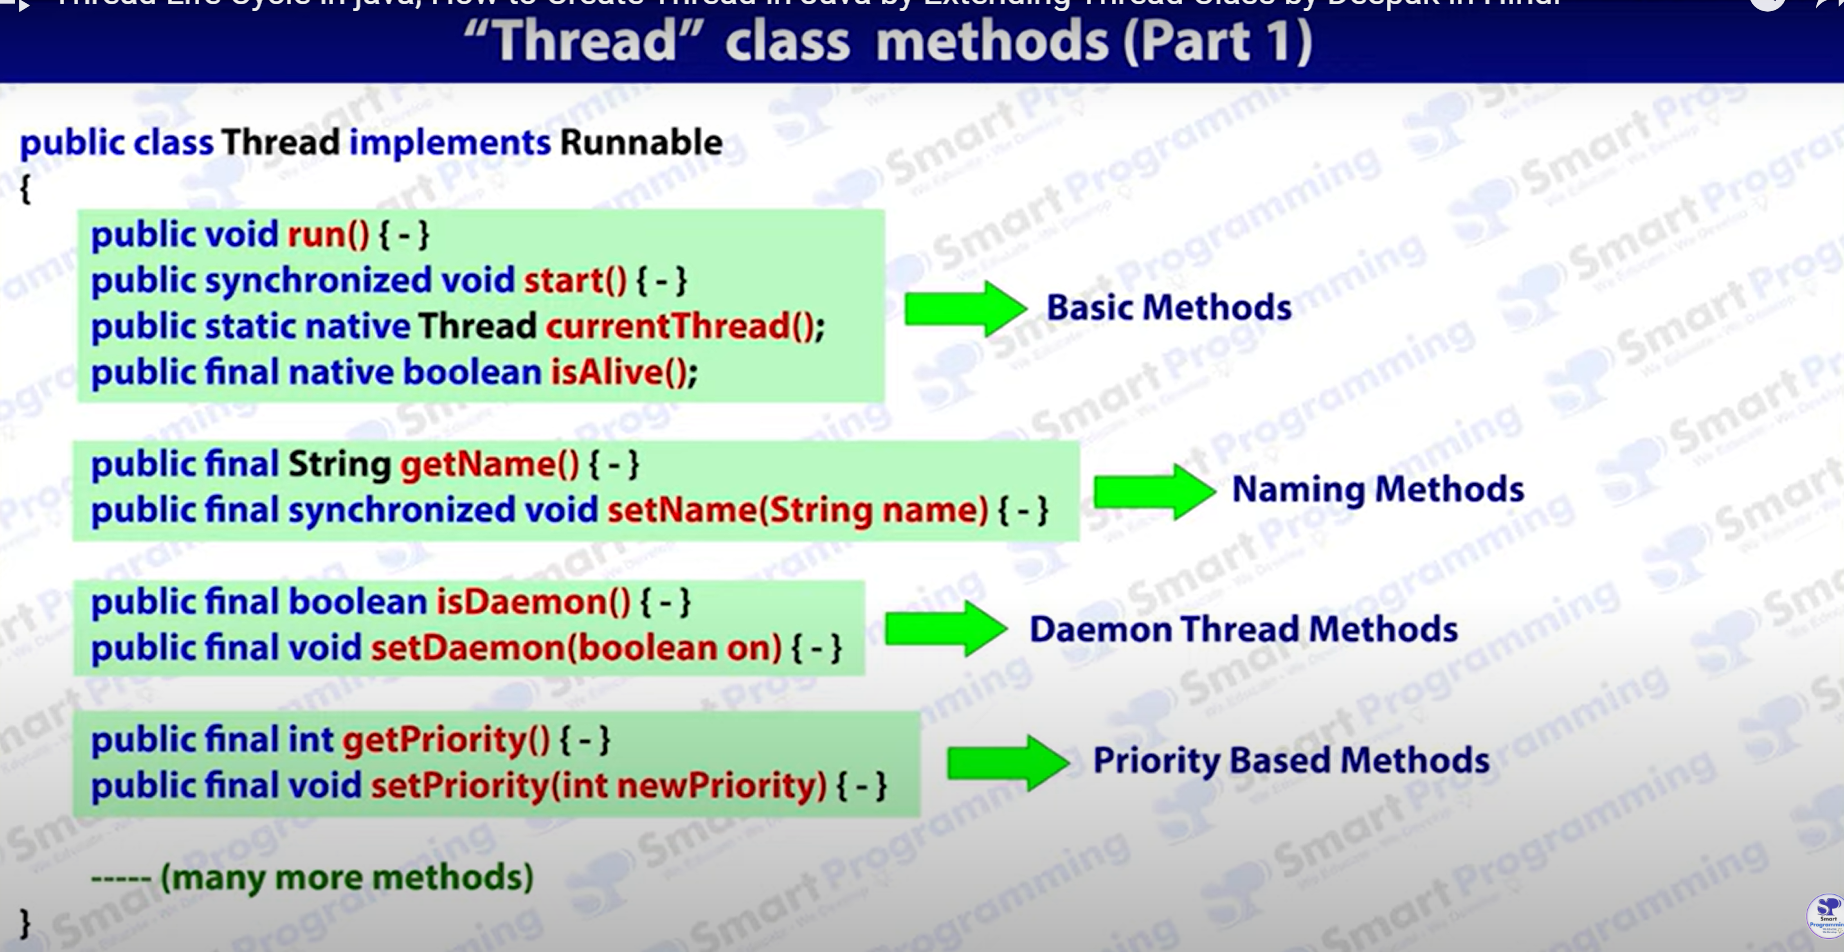 Thread Life Cycle in Java, How to Create Thread in Java by Extending Thread Class by Deepak in Hindi
“Thread” class methods (Part 1)
public class Thread implements Runnable
{
public void run() { - }
public synchronized void start() { - }
public static native Thread currentThread();
public final native boolean isAlive();
Basic Methods
public final String getName() { - }
public final synchronized void setName(String name) { - }
Naming Methods
public final boolean isDaemon() { - }
public final void setDaemon(boolean on) { - }
Daemon Thread Methods
public final int getPriority() { - }
public final void setPriority(int newPriority) { - }
Priority Based Methods
----- (many more methods)
}
Smart Programming